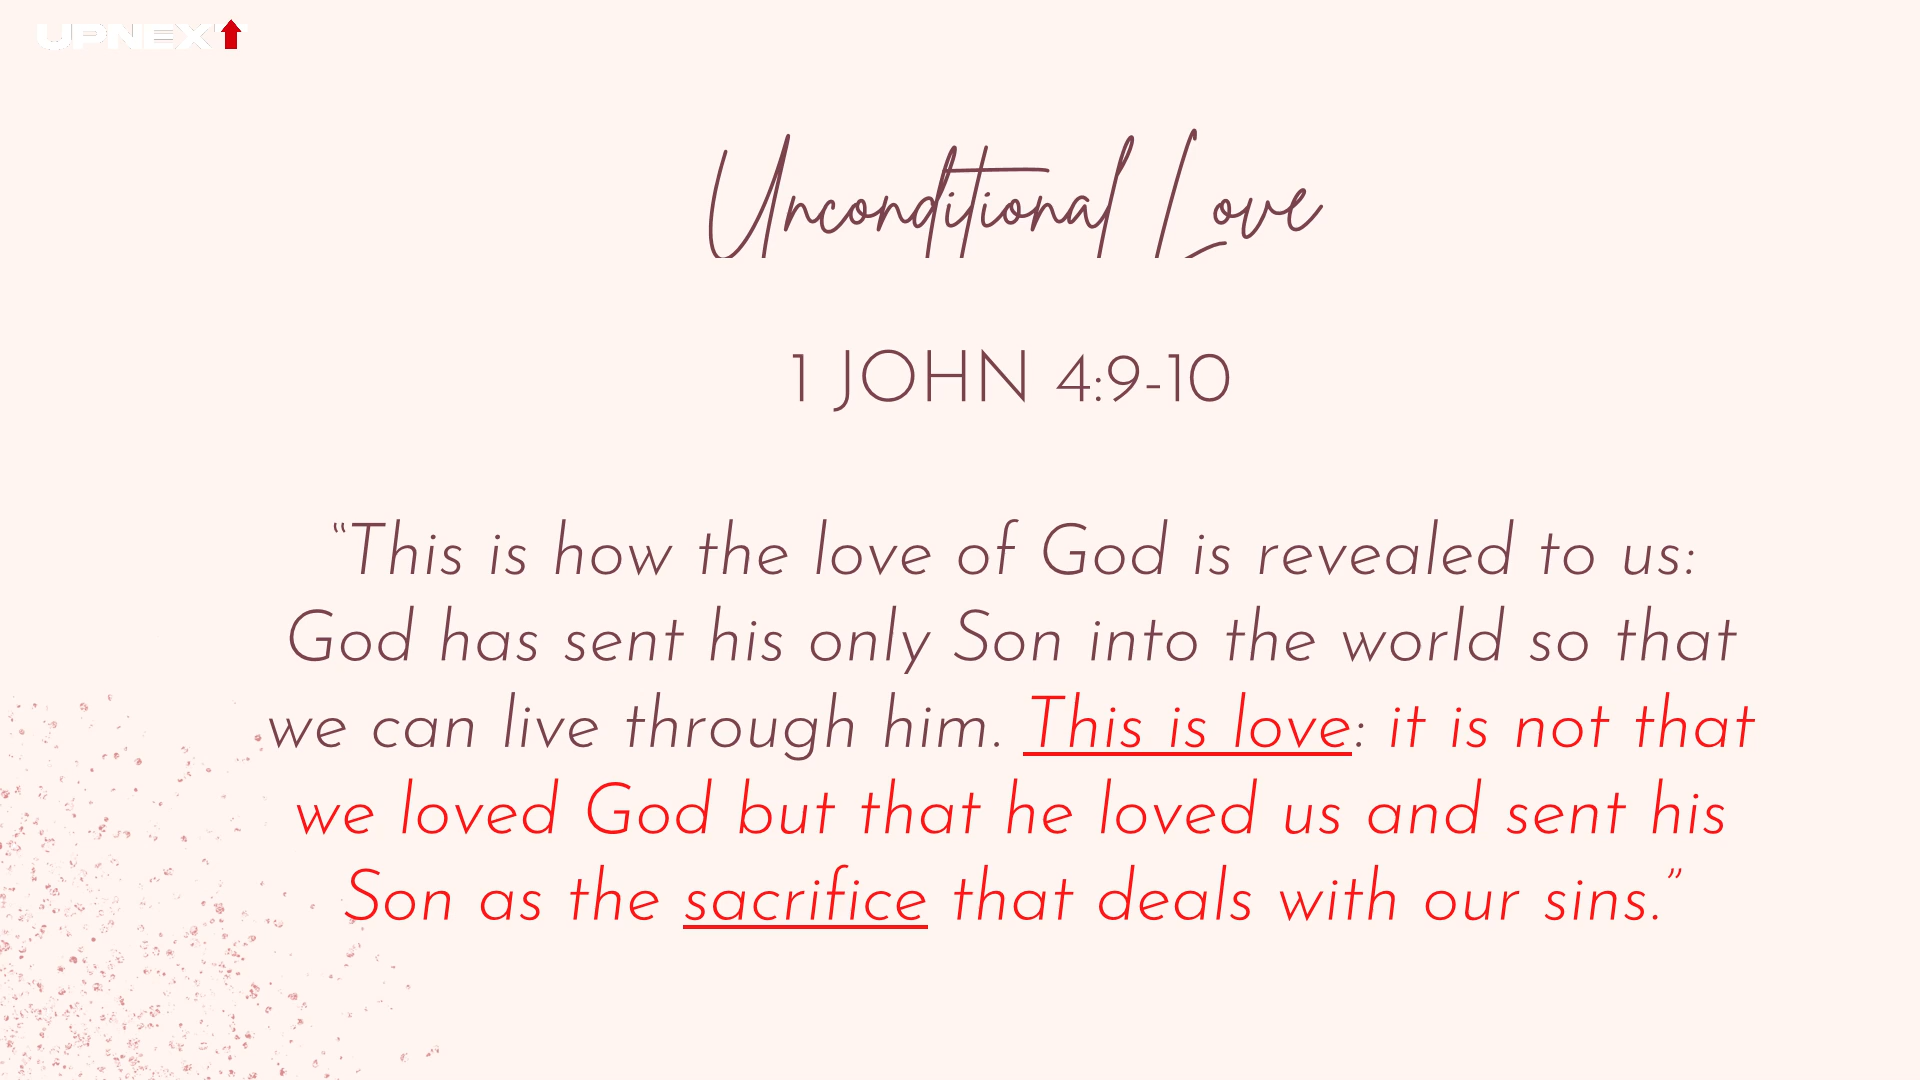 UPNEXT
Unconditional Love
1 JOHN 4:9-10
“This is how the love of God is revealed to us:
God has sent his only Son into the world so that
we can live through him. This is love: it is not that
we loved God but that he loved us and sent his
Son as the sacrifice that deals with our sins.”